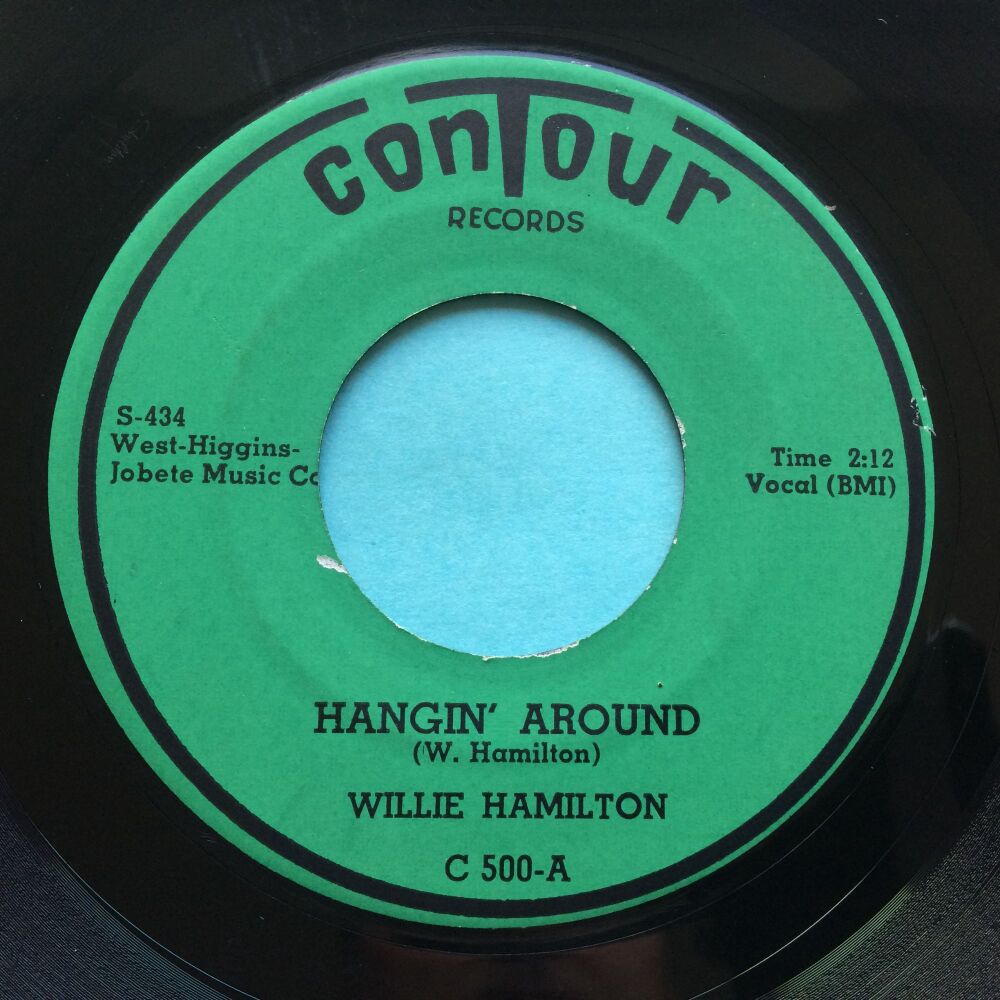 conTour
RECORDS
S-434
West-Higgins-
Jobete Music Co
Time 2:12
Vocal (BMI)
HANGIN' AROUND
(W. Hamilton)
WILLIE HAMILTON
C 500-A